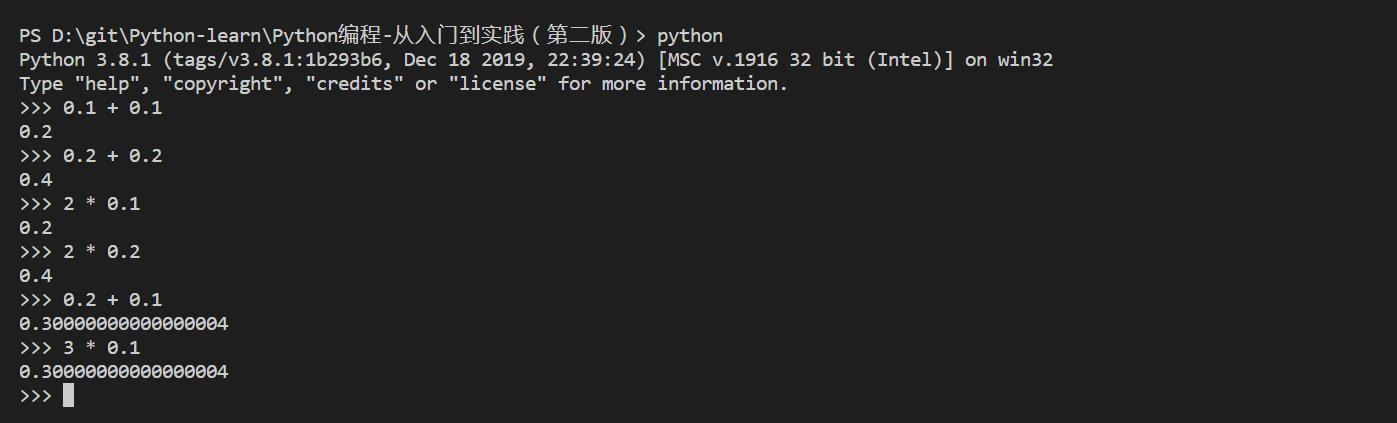 PS D:\git\Python-learn\Python编程-从入门到实践（第二版）> python
Python 3.8.1 (tags/v3.8.1:1b293b6, Dec 18 2019, 22:39:24) [MSC v.1916 32 bit (Intel)] on win32
Type "help", "copyright", "credits" or "license" for more information.
>>> 0.1 + 0.1
0.2
>>> 0.2 + 0.2
0.4
>>> 2 * 0.1
0.2
>>> 2 * 0.2
0.4
>>> 0.2 + 0.1
0.30000000000000004
>>> 3 * 0.1
0.30000000000000004
>>>